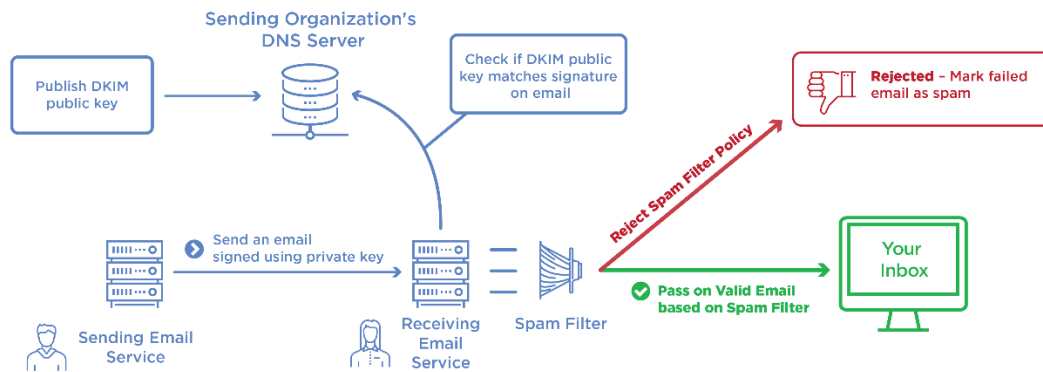 Sending Organization's
DNS Server
Publish DKIM
public key
Check if DKIM public
key matches signature
on email
Rejected – Mark failed
email as spam
Reject Spam Filter Policy
Send an email
signed using private key
Your
Inbox
Pass on Valid Email
based on Spam Filter
Sending Email
Service
Receiving
Email
Service
Spam Filter